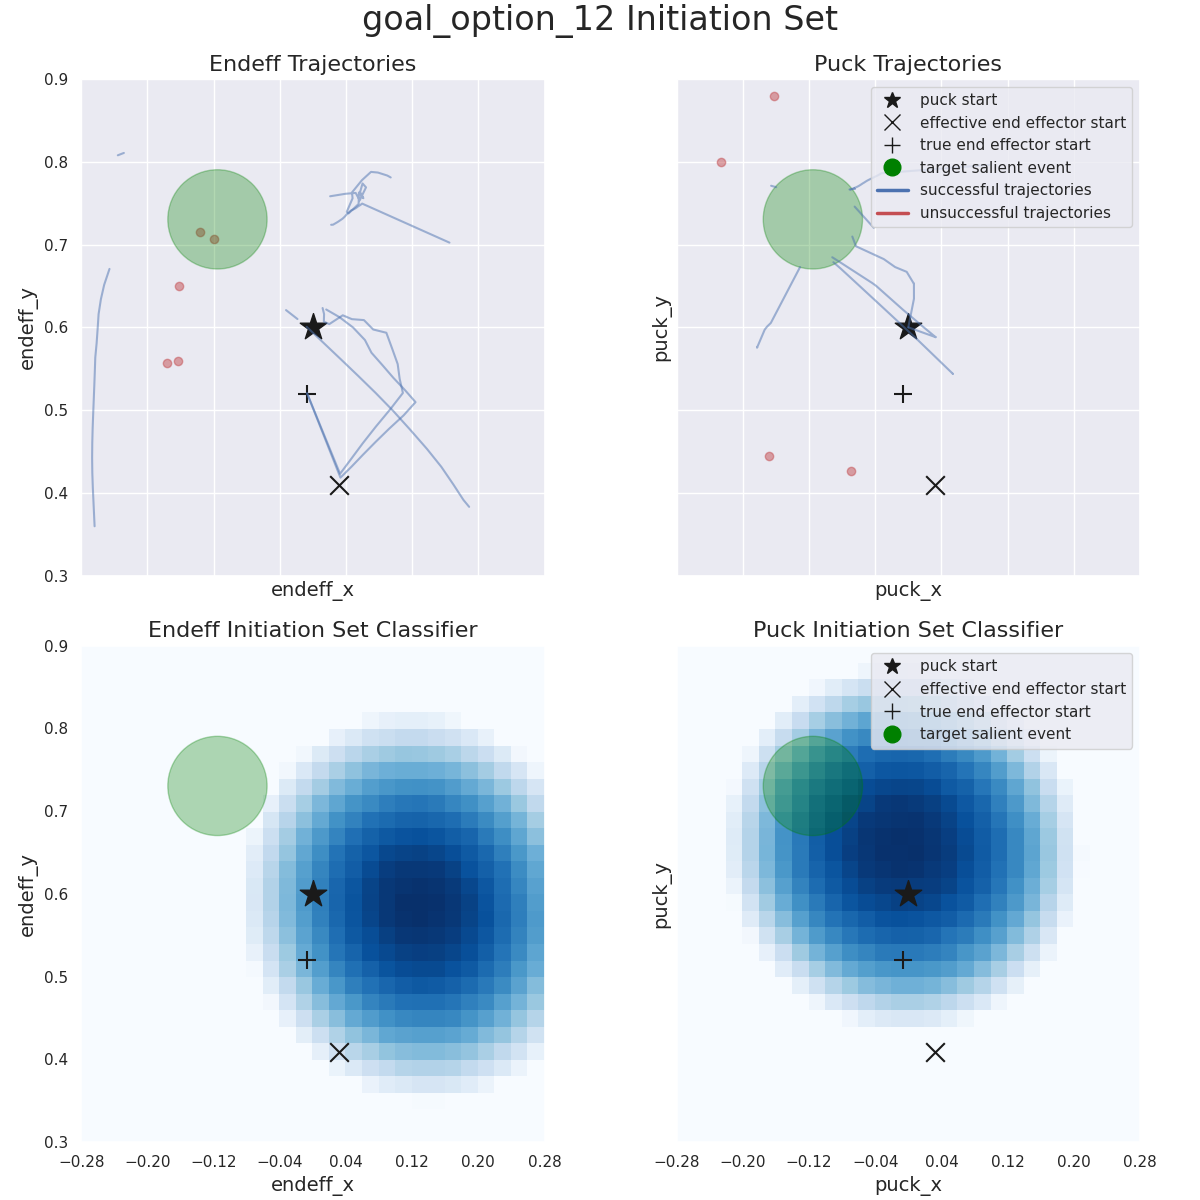 goal_option_12 Initiation Set
Endeff Trajectories
0.9
0.8
0.7
0.6
0.5
0.4
0.3
endeff_y
endeff_x
Puck Trajectories
puck start
effective end effector start
true end effector start
target salient event
successful trajectories
unsuccessful trajectories
puck_y
puck_x
Endeff Initiation Set Classifier
0.9
0.8
0.7
0.6
0.5
0.4
0.3
endeff_y
−0.28 −0.20 −0.12 −0.04 0.04 0.12 0.20 0.28
endeff_x
Puck Initiation Set Classifier
puck start
effective end effector start
true end effector start
target salient event
puck_y
−0.28 −0.20 −0.12 −0.04 0.04 0.12 0.20 0.28
puck_x